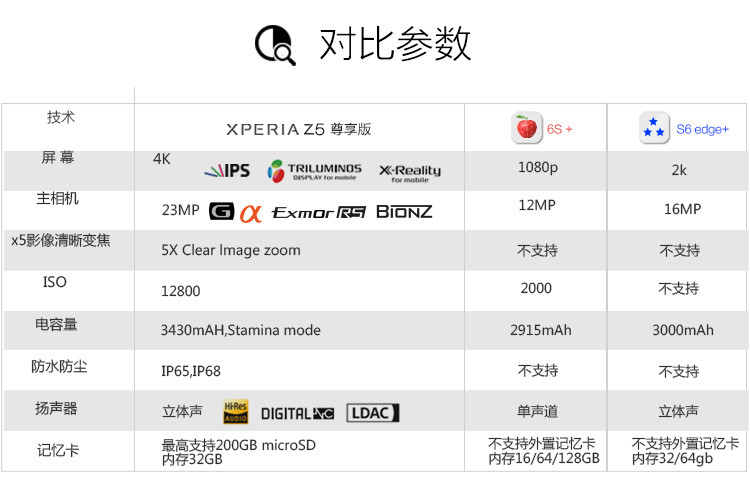 对比参数
技术
XPERIA Z5 尊享版
6S +
S6 edge+
屏 幕
4K
IPS
TRILUMINOS
DISPLAY for mobile
X-Reality
for mobile
1080p
2k
主相机
23MP
G
α
Exmor RS
BIONZ
12MP
16MP
x5影像清晰变焦
5X Clear lmage zoom
不支持
不支持
ISO
12800
2000
不支持
电容量
3430mAH,Stamina mode
2915mAh
3000mAh
防水防尘
IP65,IP68
不支持
不支持
扬声器
立体声
Hi-Res
AUDIO
DIGITAL NC
LDAC
单声道
立体声
记忆卡
最高支持200GB microSD
内存32GB
不支持外置记忆卡
内存16/64/128GB
不支持外置记忆卡
内存32/64gb